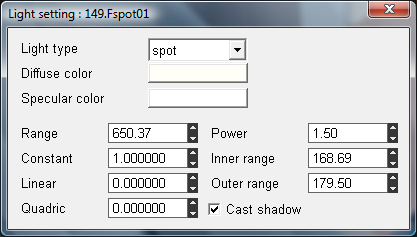 Light setting : 149.Fspot01
Light type spot
Diffuse color
Specular color
Range 650.37 Power 1.50
Constant 1.000000 Inner range 168.69
Linear 0.000000 Outer range 179.50
Quadric 0.000000 Cast shadow